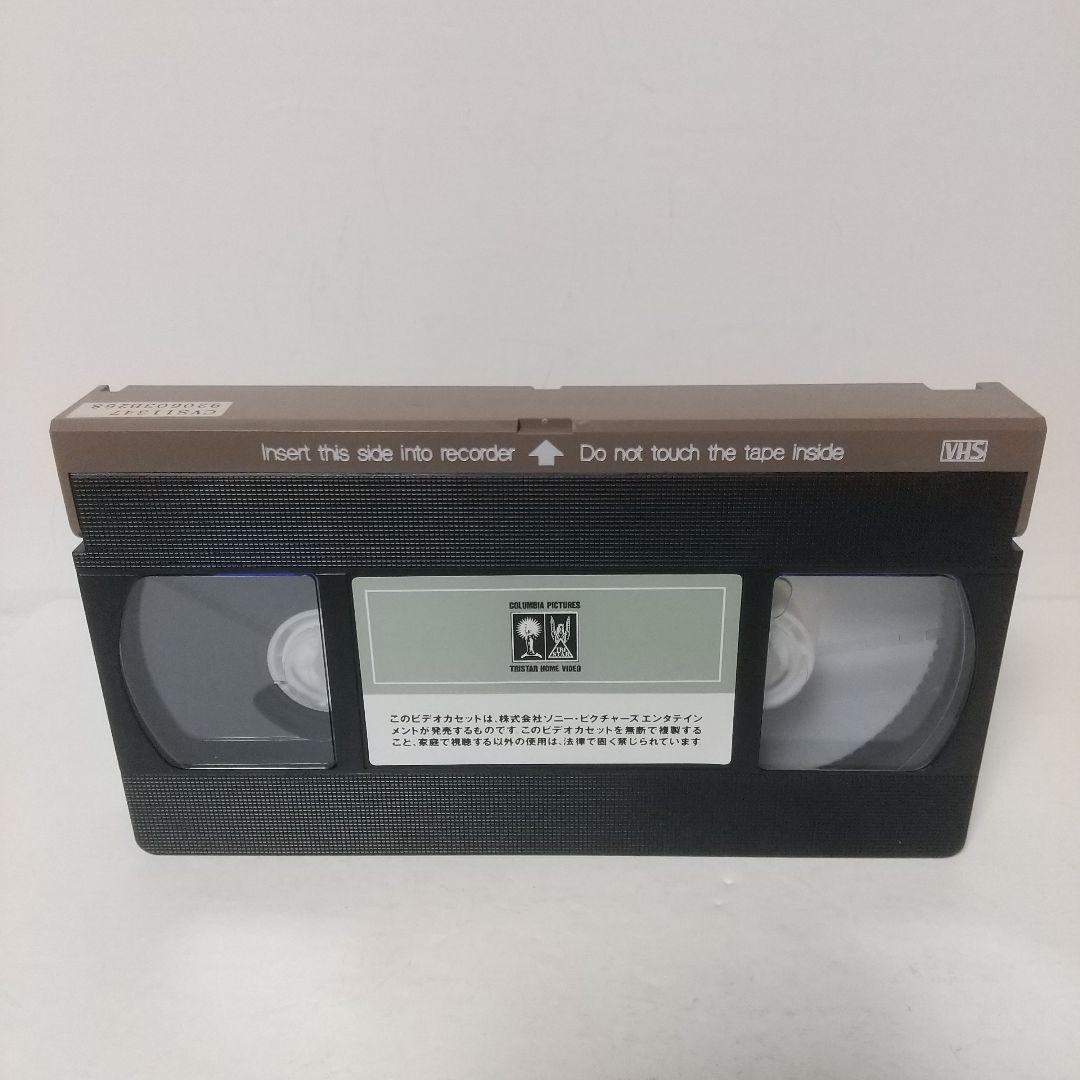 CVS11347
920603B268
Insert this side into recorder Do not touch the tape inside VHS
COLUMBIA PICTURES
TRI STAR
TRISTAR HOME VIDEO
このビデオカセットは、株式会社ソニー・ピクチャーズ エンタテイン
メントが発売するものです.このビデオカセットを無断で複製する
こと、家庭で視聴する以外の使用は、法律で固く禁じられています.